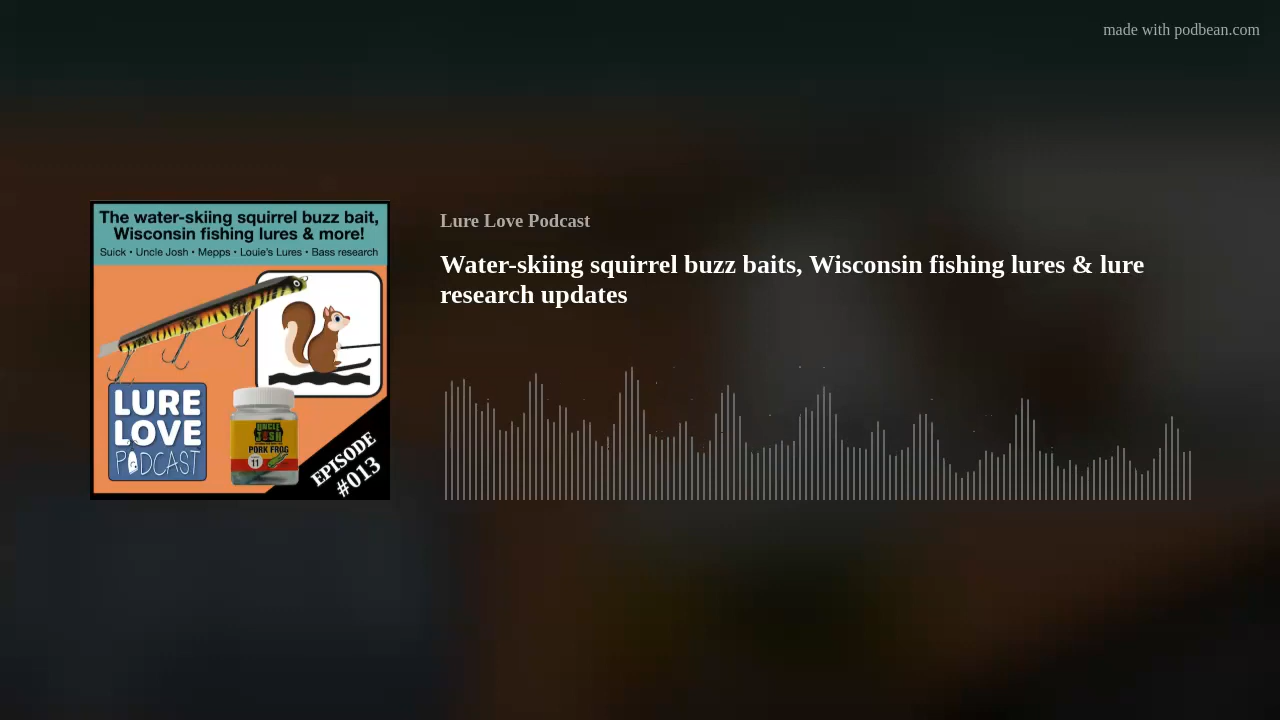 made with podbean.com
The water-skiing squirrel buzz bait,
Wisconsin fishing lures & more!
Suick • Uncle Josh • Mepps • Louie's Lures • Bass research
LURE
LOVE
PODCAST
UNCLE
JOSH
PORK FROG
11
EPISODE
#013
Lure Love Podcast
Water-skiing squirrel buzz baits, Wisconsin fishing lures & lure
research updates